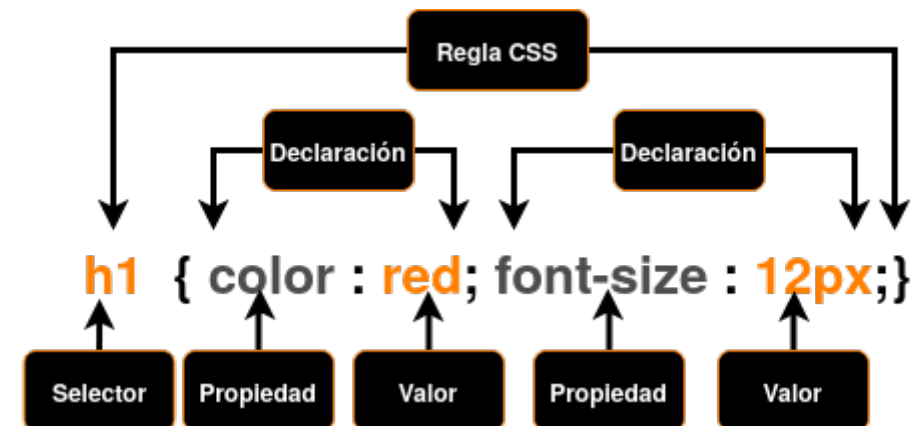 Regla CSS
Declaración Declaración
h1 { color : red; font-size : 12px;}
Selector Propiedad Valor Propiedad Valor